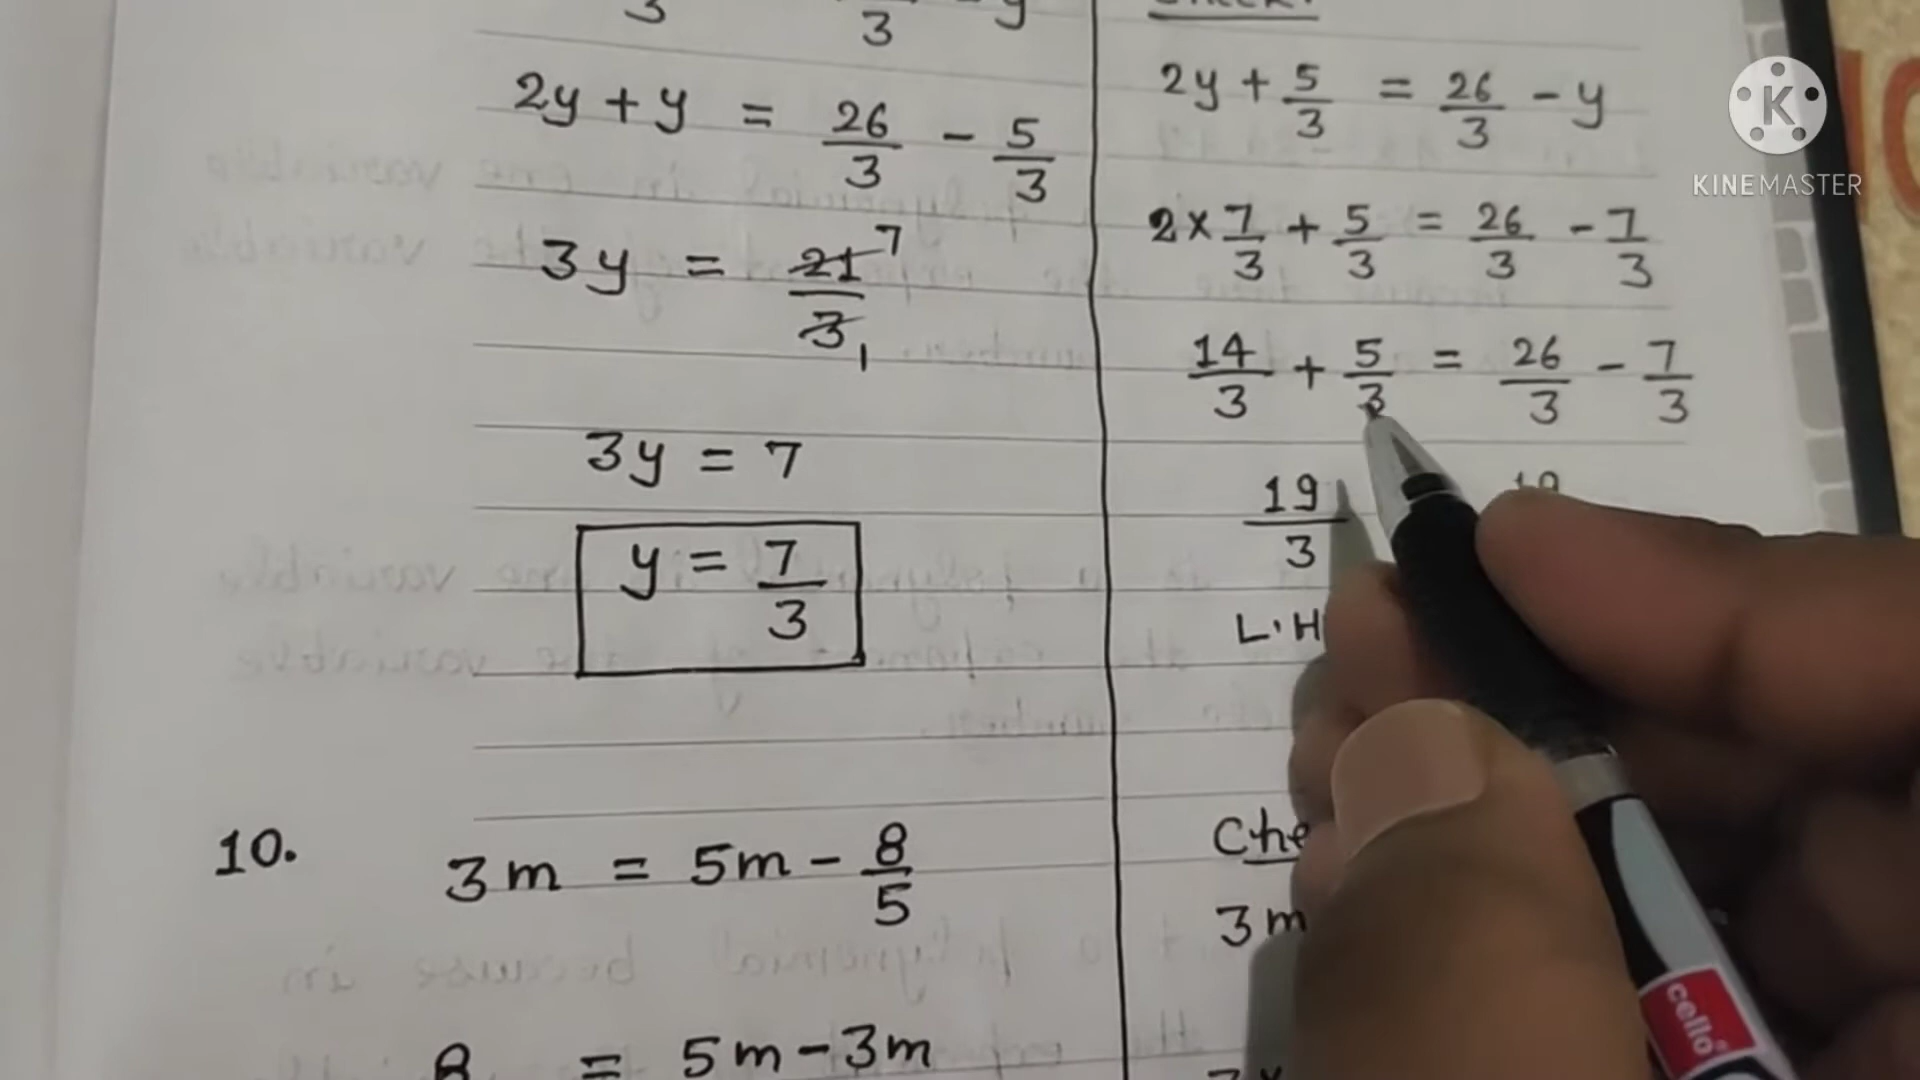 2y + y = 26/3 - 5/3
3y = 21/3 7 1
3y = 7
y = 7/3
10. 3m = 5m - 8/5
8 = 5m - 3m
2y + 5/3 = 26/3 - y
2 × 7/3 + 5/3 = 26/3 - 7/3
14/3 + 5/3 = 26/3 - 7/3
19/3
L.H
Che
3m
KINEMASTER
cello